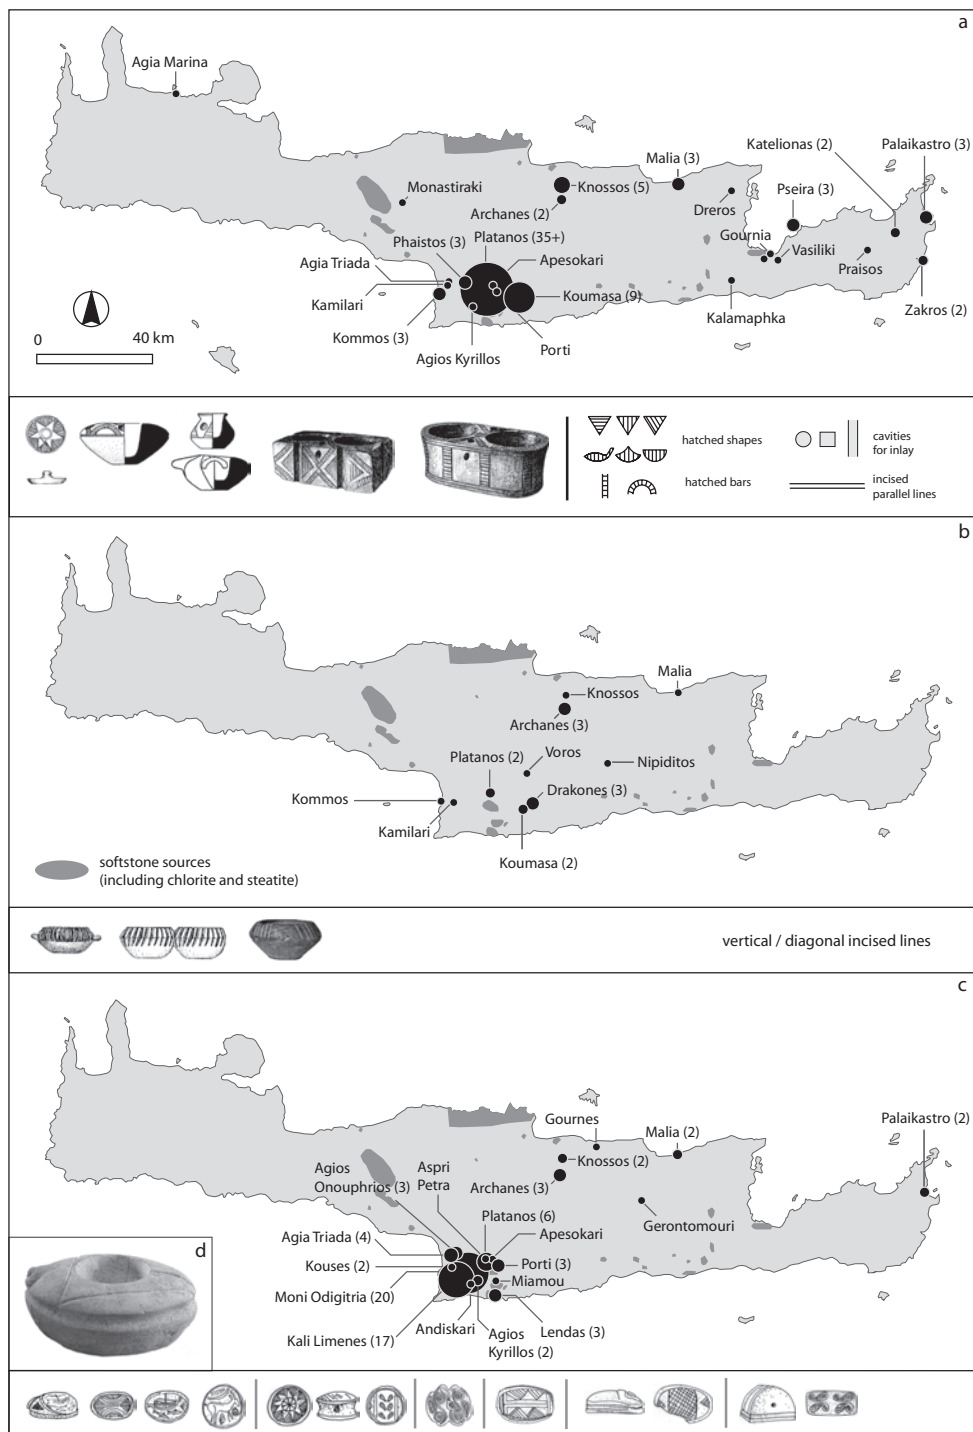 a
Agia Marina
Katelionas (2)
Palaikastro (3)
Malia (3)
Monastiraki
Knossos (5)
Pseira (3)
Archanes (2)
Dreros
Phaistos (3)
Platanos (35+)
Gournia
Agia Triada
Apesokari
Vasiliki
Praisos
Kamilari
Koumasa (9)
Zakros (2)
0
40 km
Kommos (3)
Kalamaphka
Agios Kyrillos
Porti
hatched shapes
cavities
for inlay
hatched bars
incised
parallel lines
b
Malia
Knossos
Archanes (3)
Voros
Platanos (2)
Nipiditos
Kommos
Drakones (3)
Kamilari
Koumasa (2)
softstone sources
(including chlorite and steatite)
vertical / diagonal incised lines
c
Gournes
Palaikastro (2)
Malia (2)
Agios
Onouphrios (3)
Aspri
Petra
Knossos (2)
Archanes (3)
Platanos (6)
Gerontomouri
Agia Triada (4)
Apesokari
d
Kouses (2)
Porti (3)
Miamou
Moni Odigitria (20)
Andiskari
Lendas (3)
Kali Limenes (17)
Agios
Kyrillos (2)